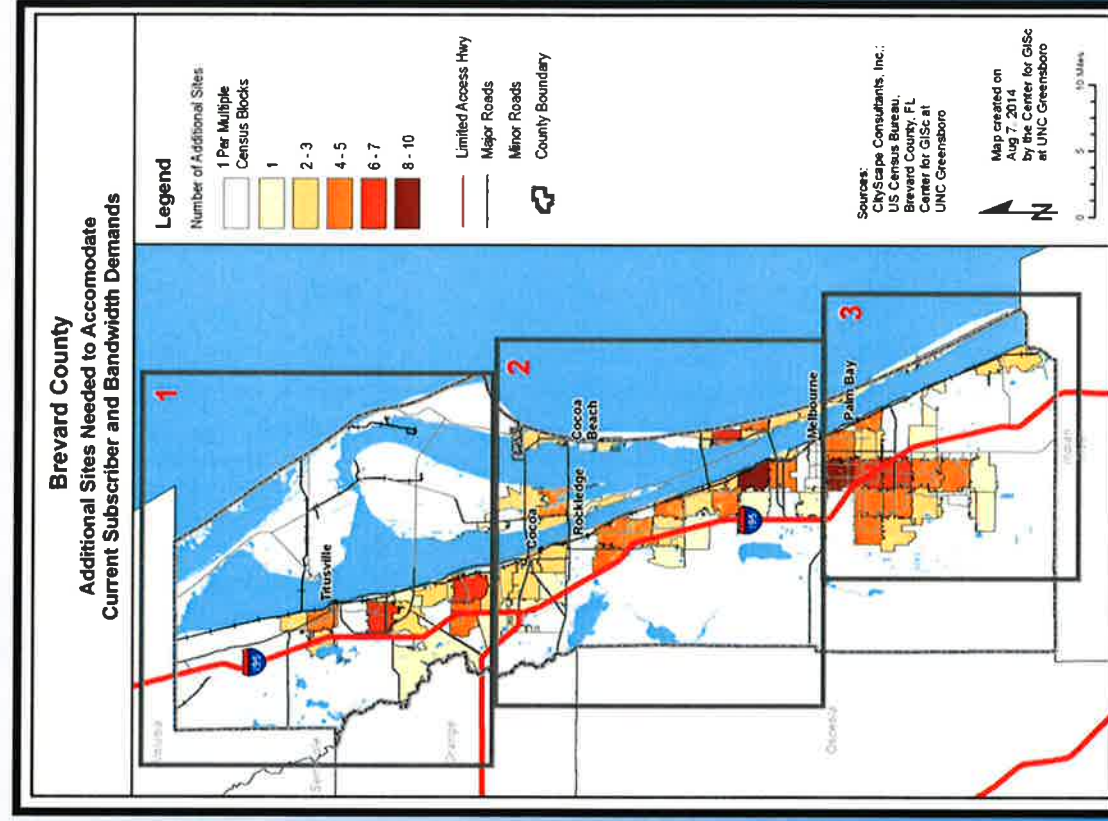 Brevard County
Additional Sites Needed to Accomodate
Current Subscriber and Bandwidth Demands
Legend
Number of Additional Sites
1 Per Multiple
Census Blocks
1
2 - 3
4 - 5
6 - 7
8 - 10
Limited Access Hwy
Major Roads
Minor Roads
County Boundary
Sources:
CityScape Consultants, Inc.;
US Census Bureau,
Brevard County, FL
Center for GISc at
UNC Greensboro
Map created on
Aug 7, 2014
by the Center for GISc
at UNC Greensboro
N
0 5 10 Miles
1
2
3
Titusville
Cocoa
Rockledge
Cocoa
Beach
Melbourne
Palm Bay
95
95
Orange
Osceola
Indian